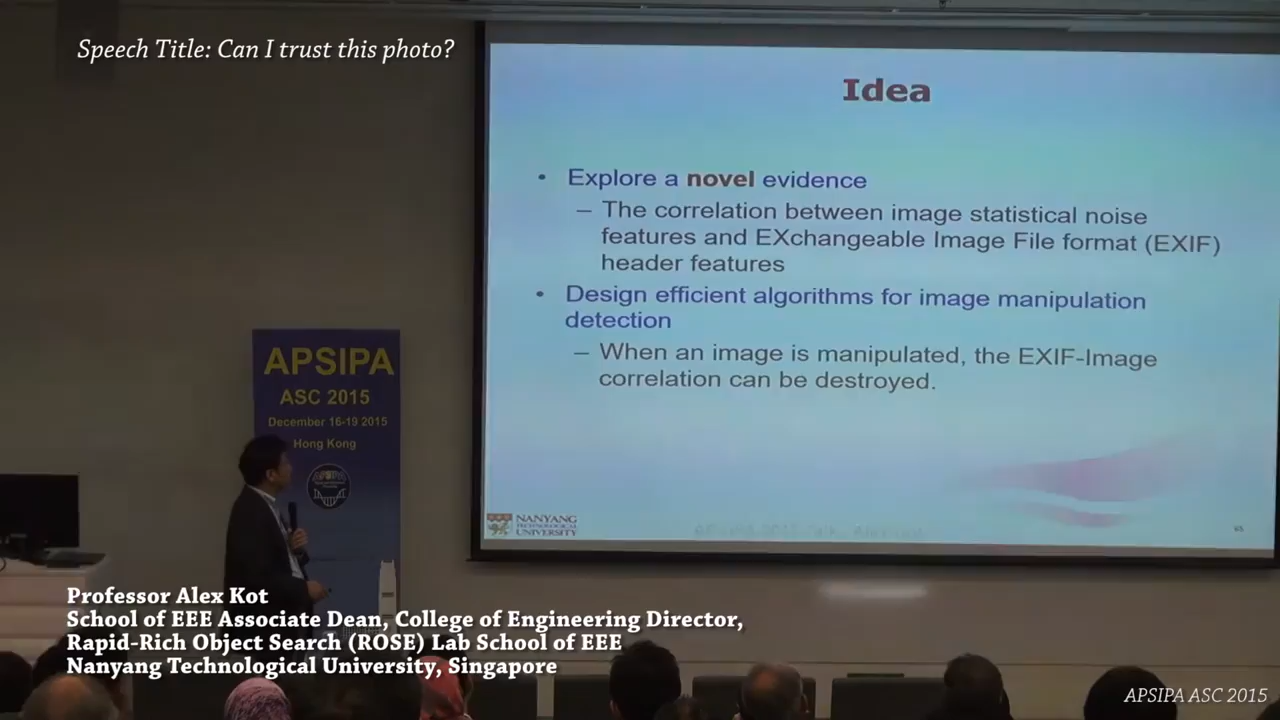 Speech Title: Can I trust this photo?
Idea
• Explore a novel evidence
– The correlation between image statistical noise
features and EXchangeable Image File format (EXIF)
header features
• Design efficient algorithms for image manipulation
detection
– When an image is manipulated, the EXIF-Image
correlation can be destroyed.
NANYANG
TECHNOLOGICAL
UNIVERSITY
APSIPA
ASC 2015
December 16-19 2015
Hong Kong
APSIPA
Professor Alex Kot
School of EEE Associate Dean, College of Engineering Director,
Rapid-Rich Object Search (ROSE) Lab School of EEE
Nanyang Technological University, Singapore
APSIPA ASC 2015